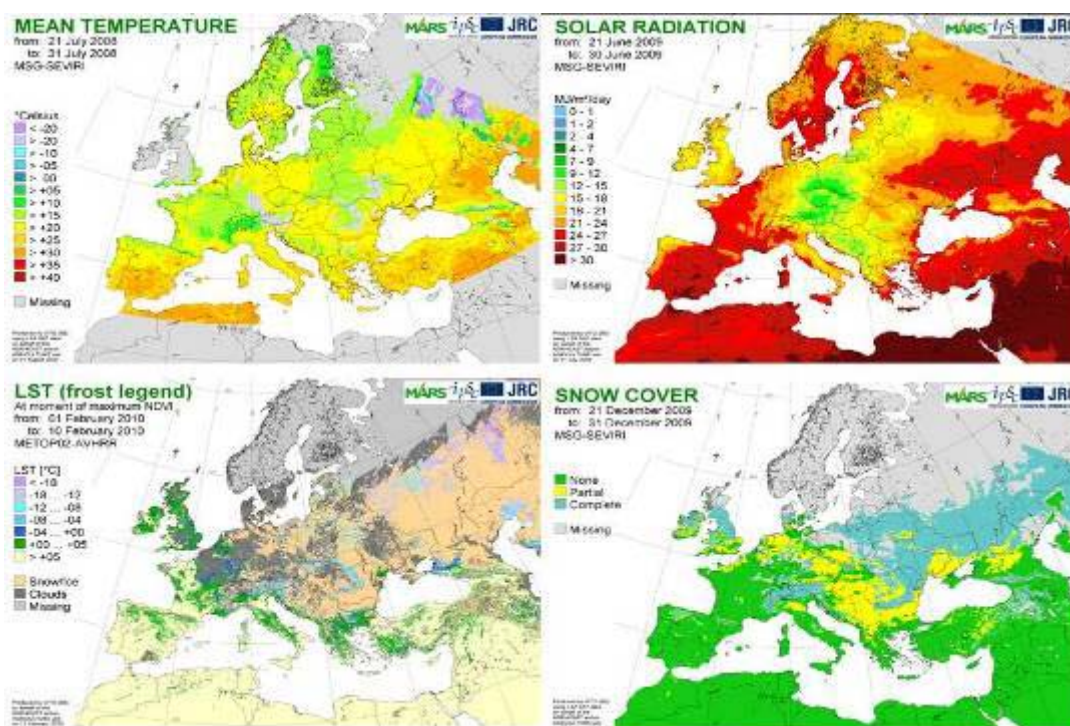 MEAN TEMPERATURE
from: 21 July 2008
to: 31 July 2008
MSG-SEVIRI
MARS
JRC
°Celsius
< -20
> -20
> -10
> -05
> -00
> +05
> +10
> +15
> +20
> +25
> +30
> +35
> +40
Missing
SOLAR RADIATION
from: 21 June 2009
to: 30 June 2009
MSG-SEVIRI
MARS
JRC
MJ/m²/day
0 - 1
1 - 2
2 - 4
4 - 7
7 - 9
9 - 12
12 - 15
15 - 18
18 - 21
21 - 24
24 - 27
27 - 30
> 30
Missing
LST (frost legend)
At moment of maximum NDVI
from: 01 February 2010
to: 10 February 2010
METOP02-AVHRR
MARS
JRC
LST [°C]
< -18
-18 ... -12
-12 ... -08
-08 ... -04
-04 ... +00
+00 ... +05
> +05
Snow/Ice
Clouds
Missing
SNOW COVER
from: 21 December 2009
to: 31 December 2009
MSG-SEVIRI
MARS
JRC
None
Partial
Complete
Missing